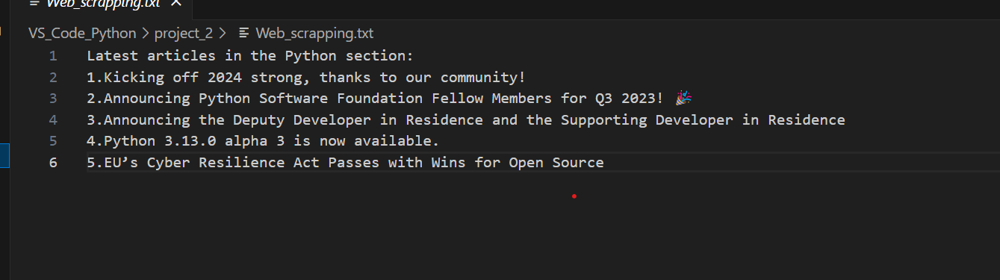 Web_scrapping.txt ×
VS_Code_Python > project_2 > Web_scrapping.txt
1 Latest articles in the Python section:
2 1.Kicking off 2024 strong, thanks to our community!
3 2.Announcing Python Software Foundation Fellow Members for Q3 2023! 🎉
4 3.Announcing the Deputy Developer in Residence and the Supporting Developer in Residence
5 4.Python 3.13.0 alpha 3 is now available.
6 5.EU’s Cyber Resilience Act Passes with Wins for Open Source